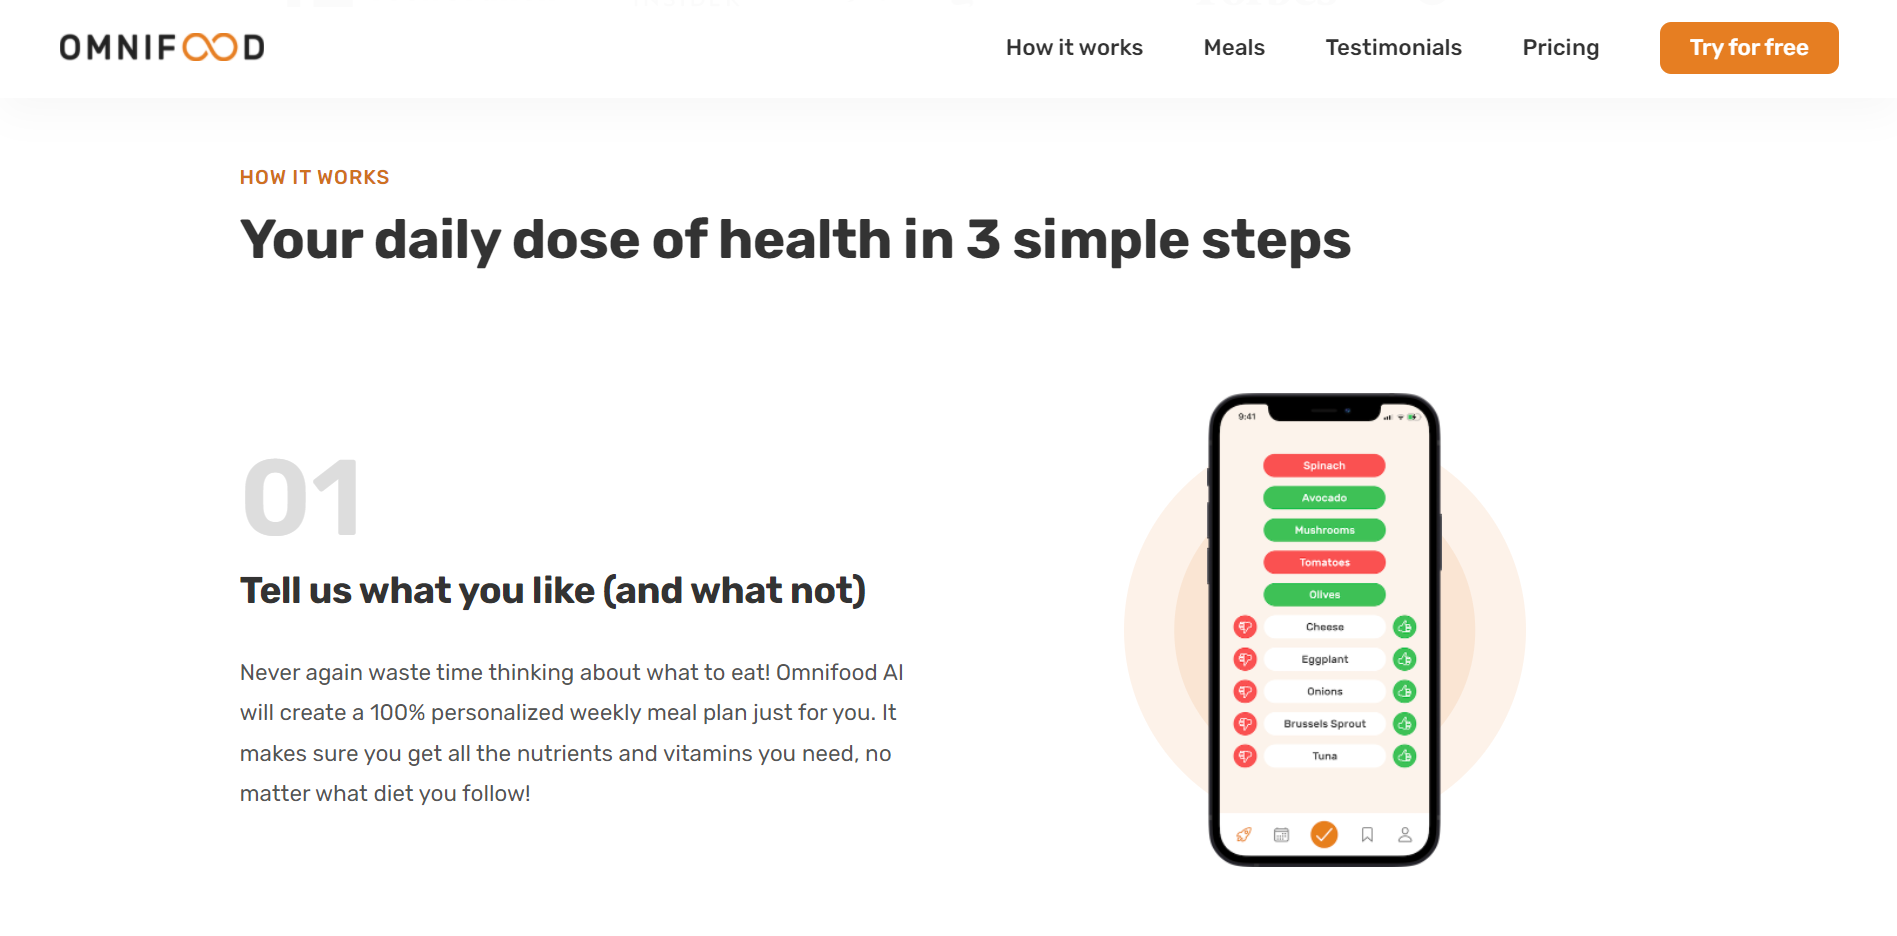 OMNIFOOD
How it works
Meals
Testimonials
Pricing
Try for free
HOW IT WORKS
Your daily dose of health in 3 simple steps
01
Tell us what you like (and what not)
Never again waste time thinking about what to eat! Omnifood AI
will create a 100% personalized weekly meal plan just for you. It
makes sure you get all the nutrients and vitamins you need, no
matter what diet you follow!
9:41
Spinach
Avocado
Mushrooms
Tomatoes
Olives
Cheese
Eggplant
Onions
Brussels Sprout
Tuna